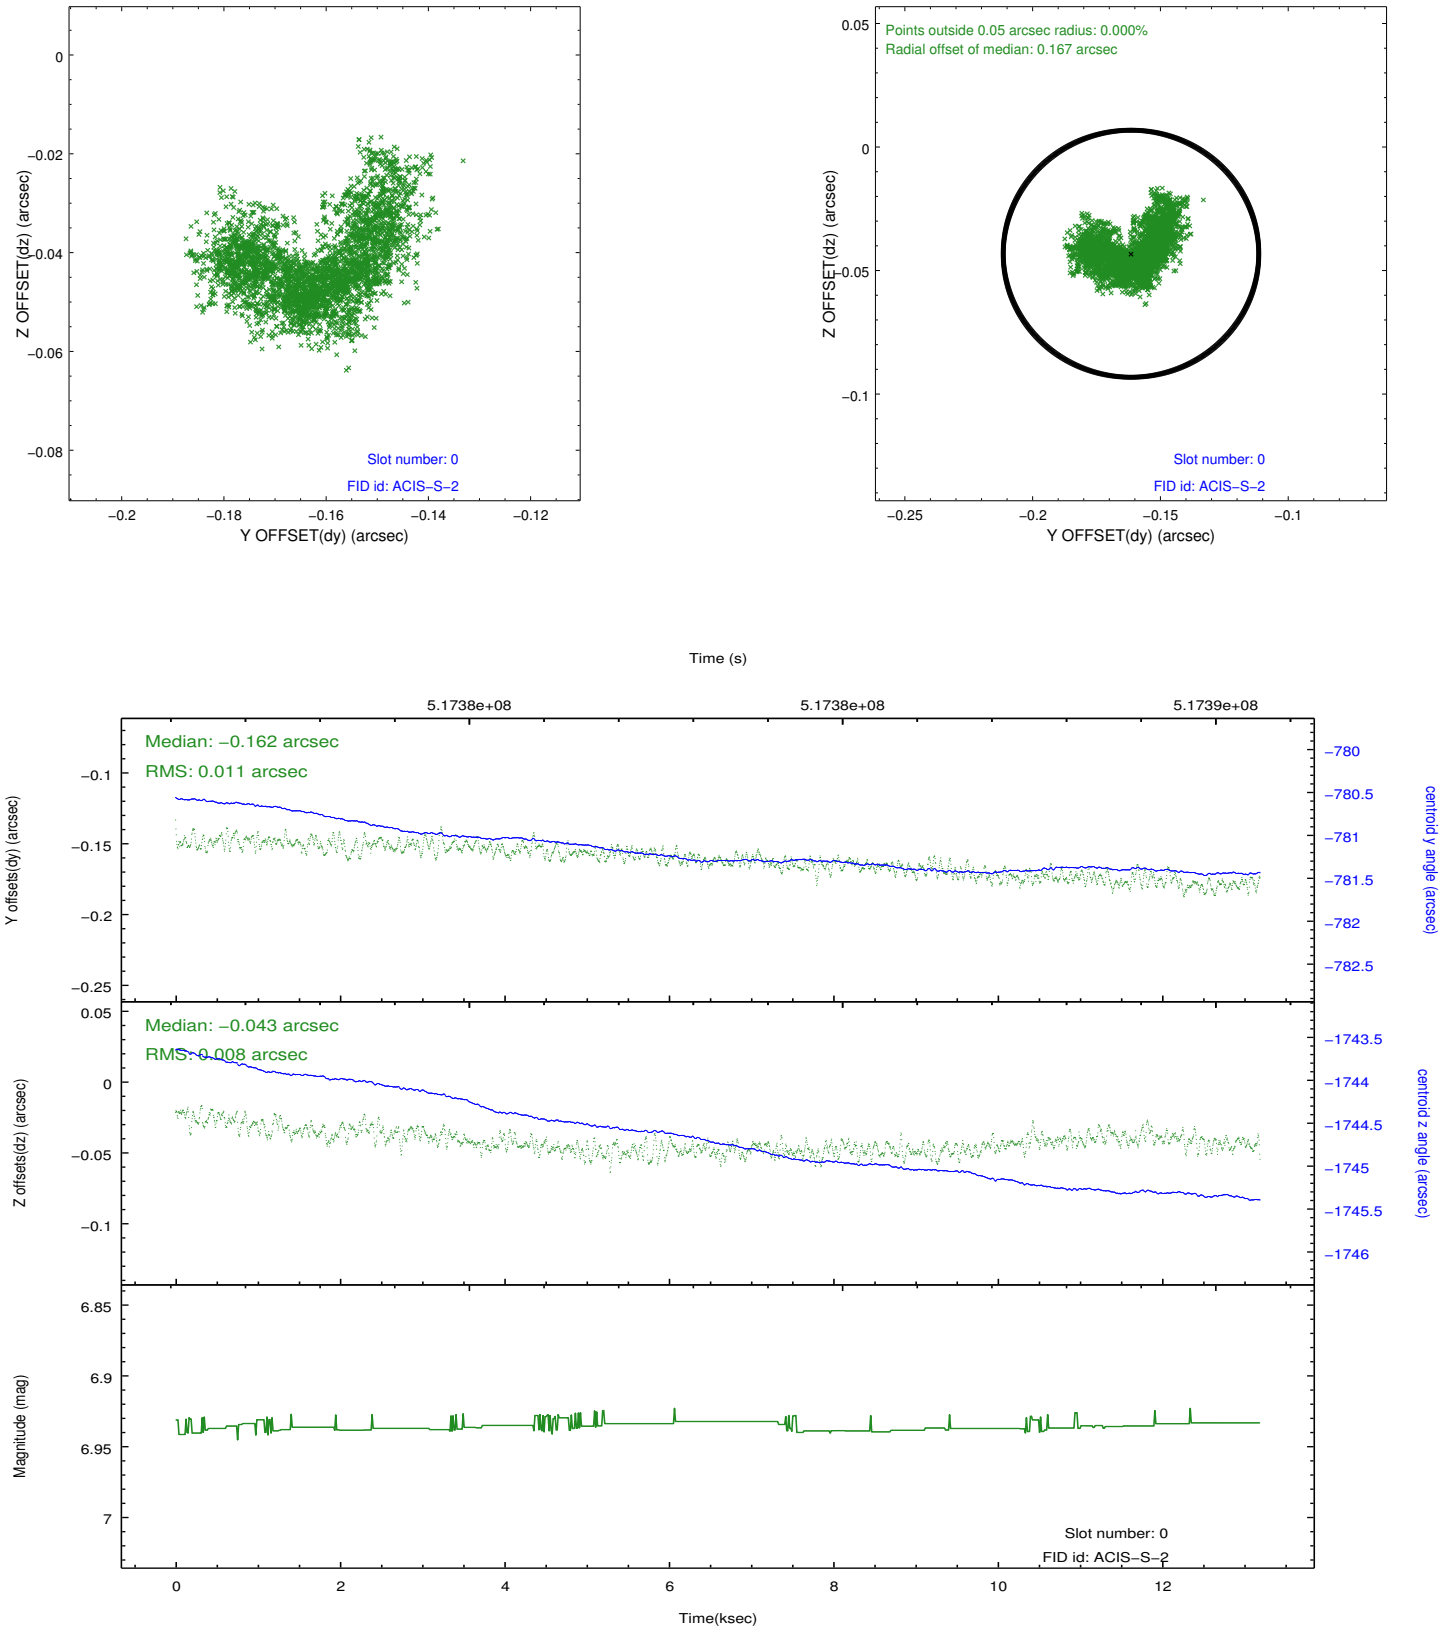 0
−0.02
−0.04
−0.06
−0.08
Z OFFSET(dz) (arcsec)
Slot number: 0
FID id: ACIS−S−2
−0.2
−0.18
−0.16
−0.14
−0.12
Y OFFSET(dy) (arcsec)
Points outside 0.05 arcsec radius: 0.000%
Radial offset of median: 0.167 arcsec
0.05
0
−0.05
−0.1
Z OFFSET(dz) (arcsec)
Slot number: 0
FID id: ACIS−S−2
−0.25
−0.2
−0.15
−0.1
Y OFFSET(dy) (arcsec)
Time (s)
5.1738e+08
5.1738e+08
5.1739e+08
Median: −0.162 arcsec
RMS: 0.011 arcsec
−0.1
−0.15
−0.2
−0.25
Y offsets(dy) (arcsec)
−780
−780.5
−781
−781.5
−782
−782.5
centroid y angle (arcsec)
Median: −0.043 arcsec
RMS: 0.008 arcsec
0.05
0
−0.05
−0.1
Z offsets(dz) (arcsec)
−1743.5
−1744
−1744.5
−1745
−1745.5
−1746
centroid z angle (arcsec)
6.85
6.9
6.95
7
Magnitude (mag)
Slot number: 0
FID id: ACIS−S−2
0
2
4
6
8
10
12
Time(ksec)